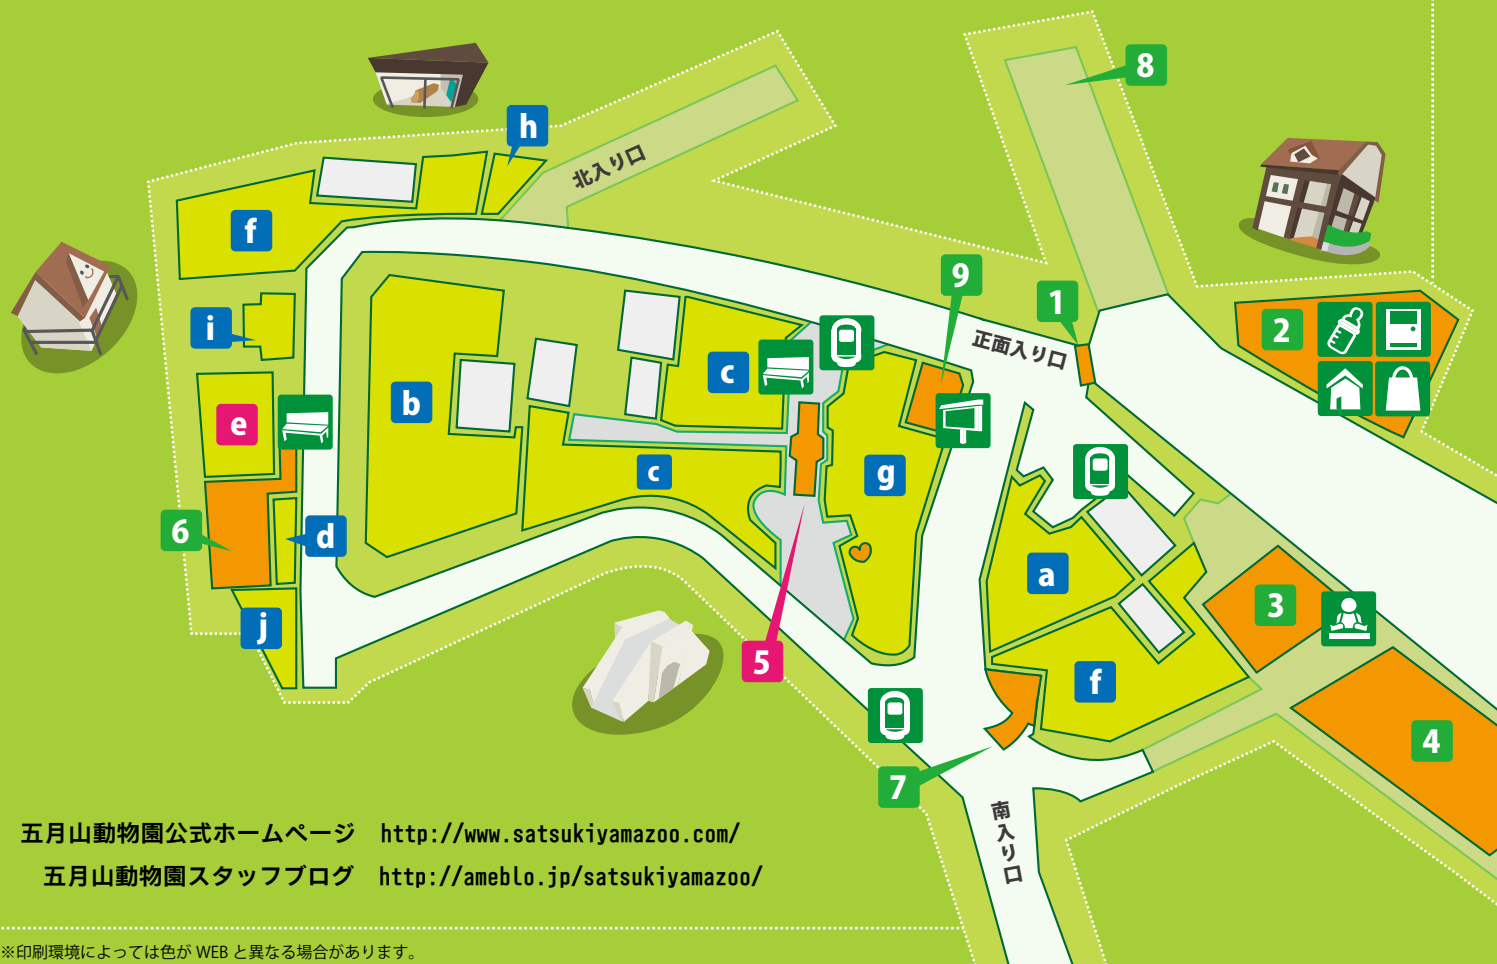 8
h
北入り口
f
9
1
2
i
正面入り口
c
b
e
c
g
6
d
a
3
j
5
f
4
7
南入り口
五月山動物園公式ホームページ http://www.satsukiyamazoo.com/
五月山動物園スタッフブログ http://ameblo.jp/satsukiyamazoo/
※印刷環境によっては色が WEB と異なる場合があります。